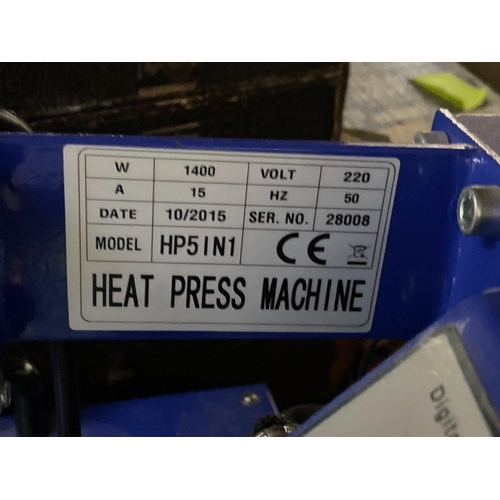 W 1400 VOLT 220
A 15 HZ 50
DATE 10/2015 SER. NO. 28008
MODEL HP5IN1 CE
HEAT PRESS MACHINE
Digit